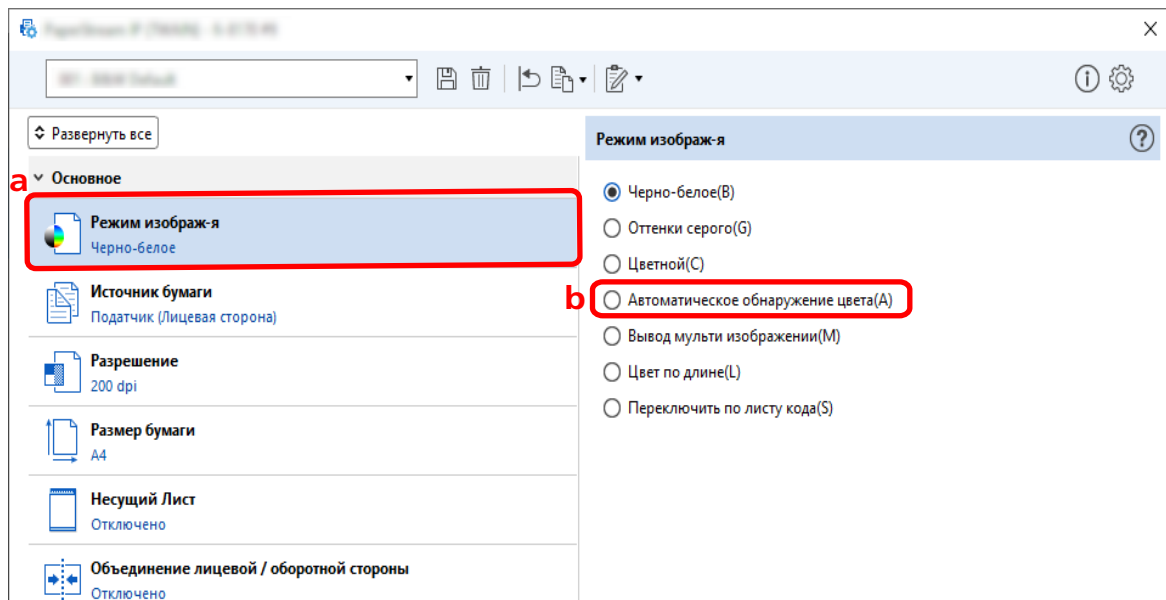 Развернуть все
Режим изображ-я
a
Основное
Режим изображ-я
Черно-белое
Источник бумаги
Податчик (Лицевая сторона)
Разрешение
200 dpi
Размер бумаги
A4
Несущий Лист
Отключено
Объединение лицевой / оборотной стороны
Отключено
Черно-белое(B)
Оттенки серого(G)
Цветной(C)
b
Автоматическое обнаружение цвета(A)
Вывод мульти изображении(M)
Цвет по длине(L)
Переключить по листу кода(S)